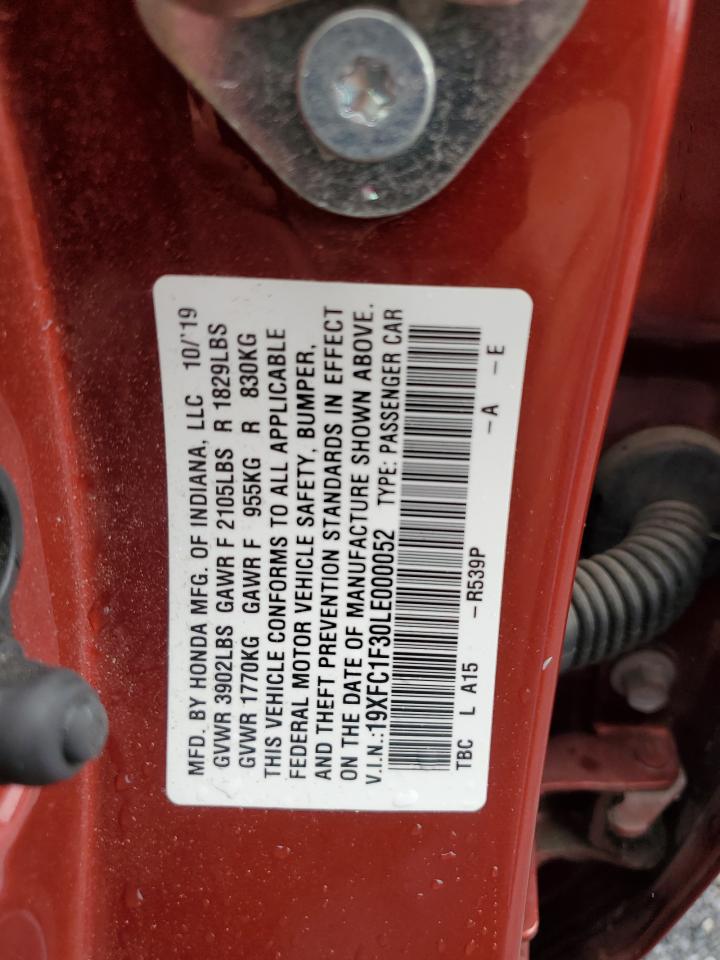 MFD. BY HONDA MFG. OF INDIANA, LLC 10/'19
GVWR 3902LBS GAWR F 2105LBS R 1829LBS
GVWR 1770KG GAWR F 955KG R 830KG
THIS VEHICLE CONFORMS TO ALL APPLICABLE
FEDERAL MOTOR VEHICLE SAFETY, BUMPER,
AND THEFT PREVENTION STANDARDS IN EFFECT
ON THE DATE OF MANUFACTURE SHOWN ABOVE.
V.I.N.:19XFC1F30LE000052 TYPE: PASSENGER CAR
TBC L A15 -R539P -A -E